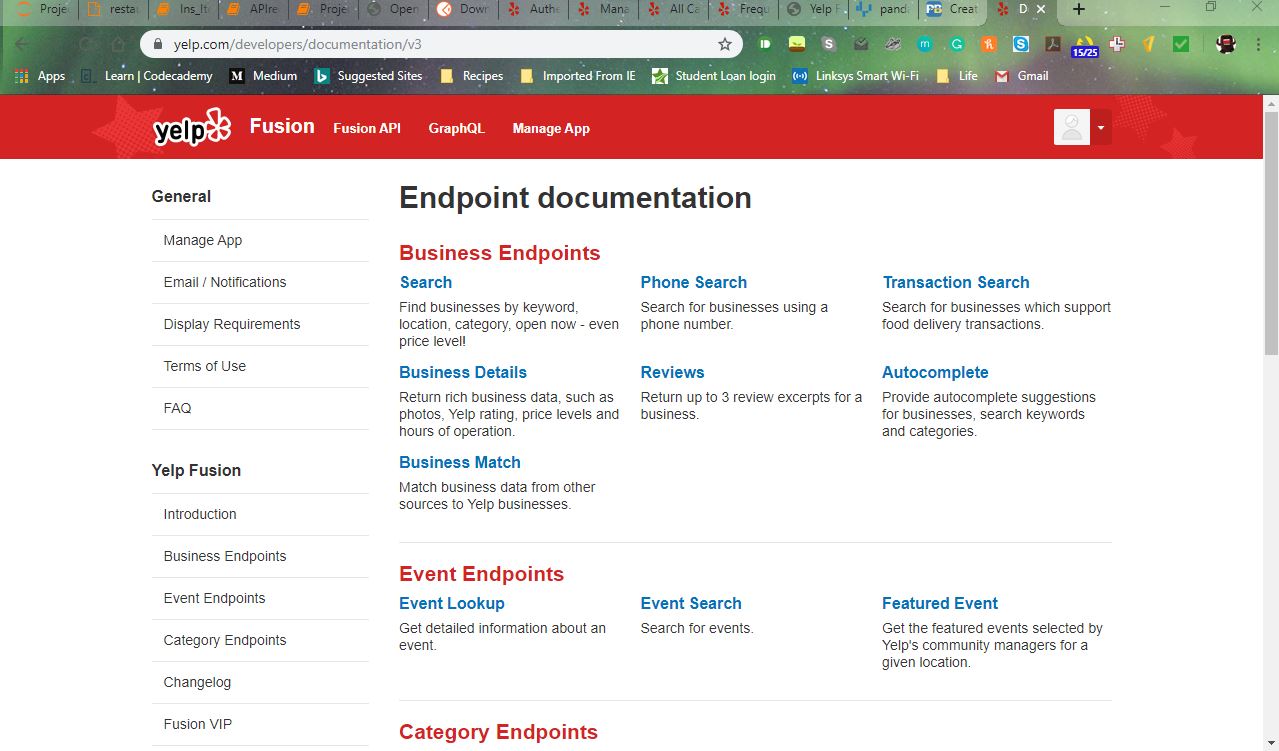 Proje
resta
Ins_It
APIre
Proje
Open
Down
Authe
Mana
All Ca
Frequ
Yelp F
panda
Creat
D
yelp.com/developers/documentation/v3
15/25
Apps
Learn | Codecademy
Medium
Suggested Sites
Recipes
Imported From IE
Student Loan login
Linksys Smart Wi-Fi
Life
Gmail
yelp Fusion Fusion API GraphQL Manage App
General
Manage App
Email / Notifications
Display Requirements
Terms of Use
FAQ
Yelp Fusion
Introduction
Business Endpoints
Event Endpoints
Category Endpoints
Changelog
Fusion VIP
Endpoint documentation
Business Endpoints
Search
Find businesses by keyword,
location, category, open now - even
price level!
Phone Search
Search for businesses using a
phone number.
Transaction Search
Search for businesses which support
food delivery transactions.
Business Details
Return rich business data, such as
photos, Yelp rating, price levels and
hours of operation.
Reviews
Return up to 3 review excerpts for a
business.
Autocomplete
Provide autocomplete suggestions
for businesses, search keywords
and categories.
Business Match
Match business data from other
sources to Yelp businesses.
Event Endpoints
Event Lookup
Get detailed information about an
event.
Event Search
Search for events.
Featured Event
Get the featured events selected by
Yelp's community managers for a
given location.
Category Endpoints